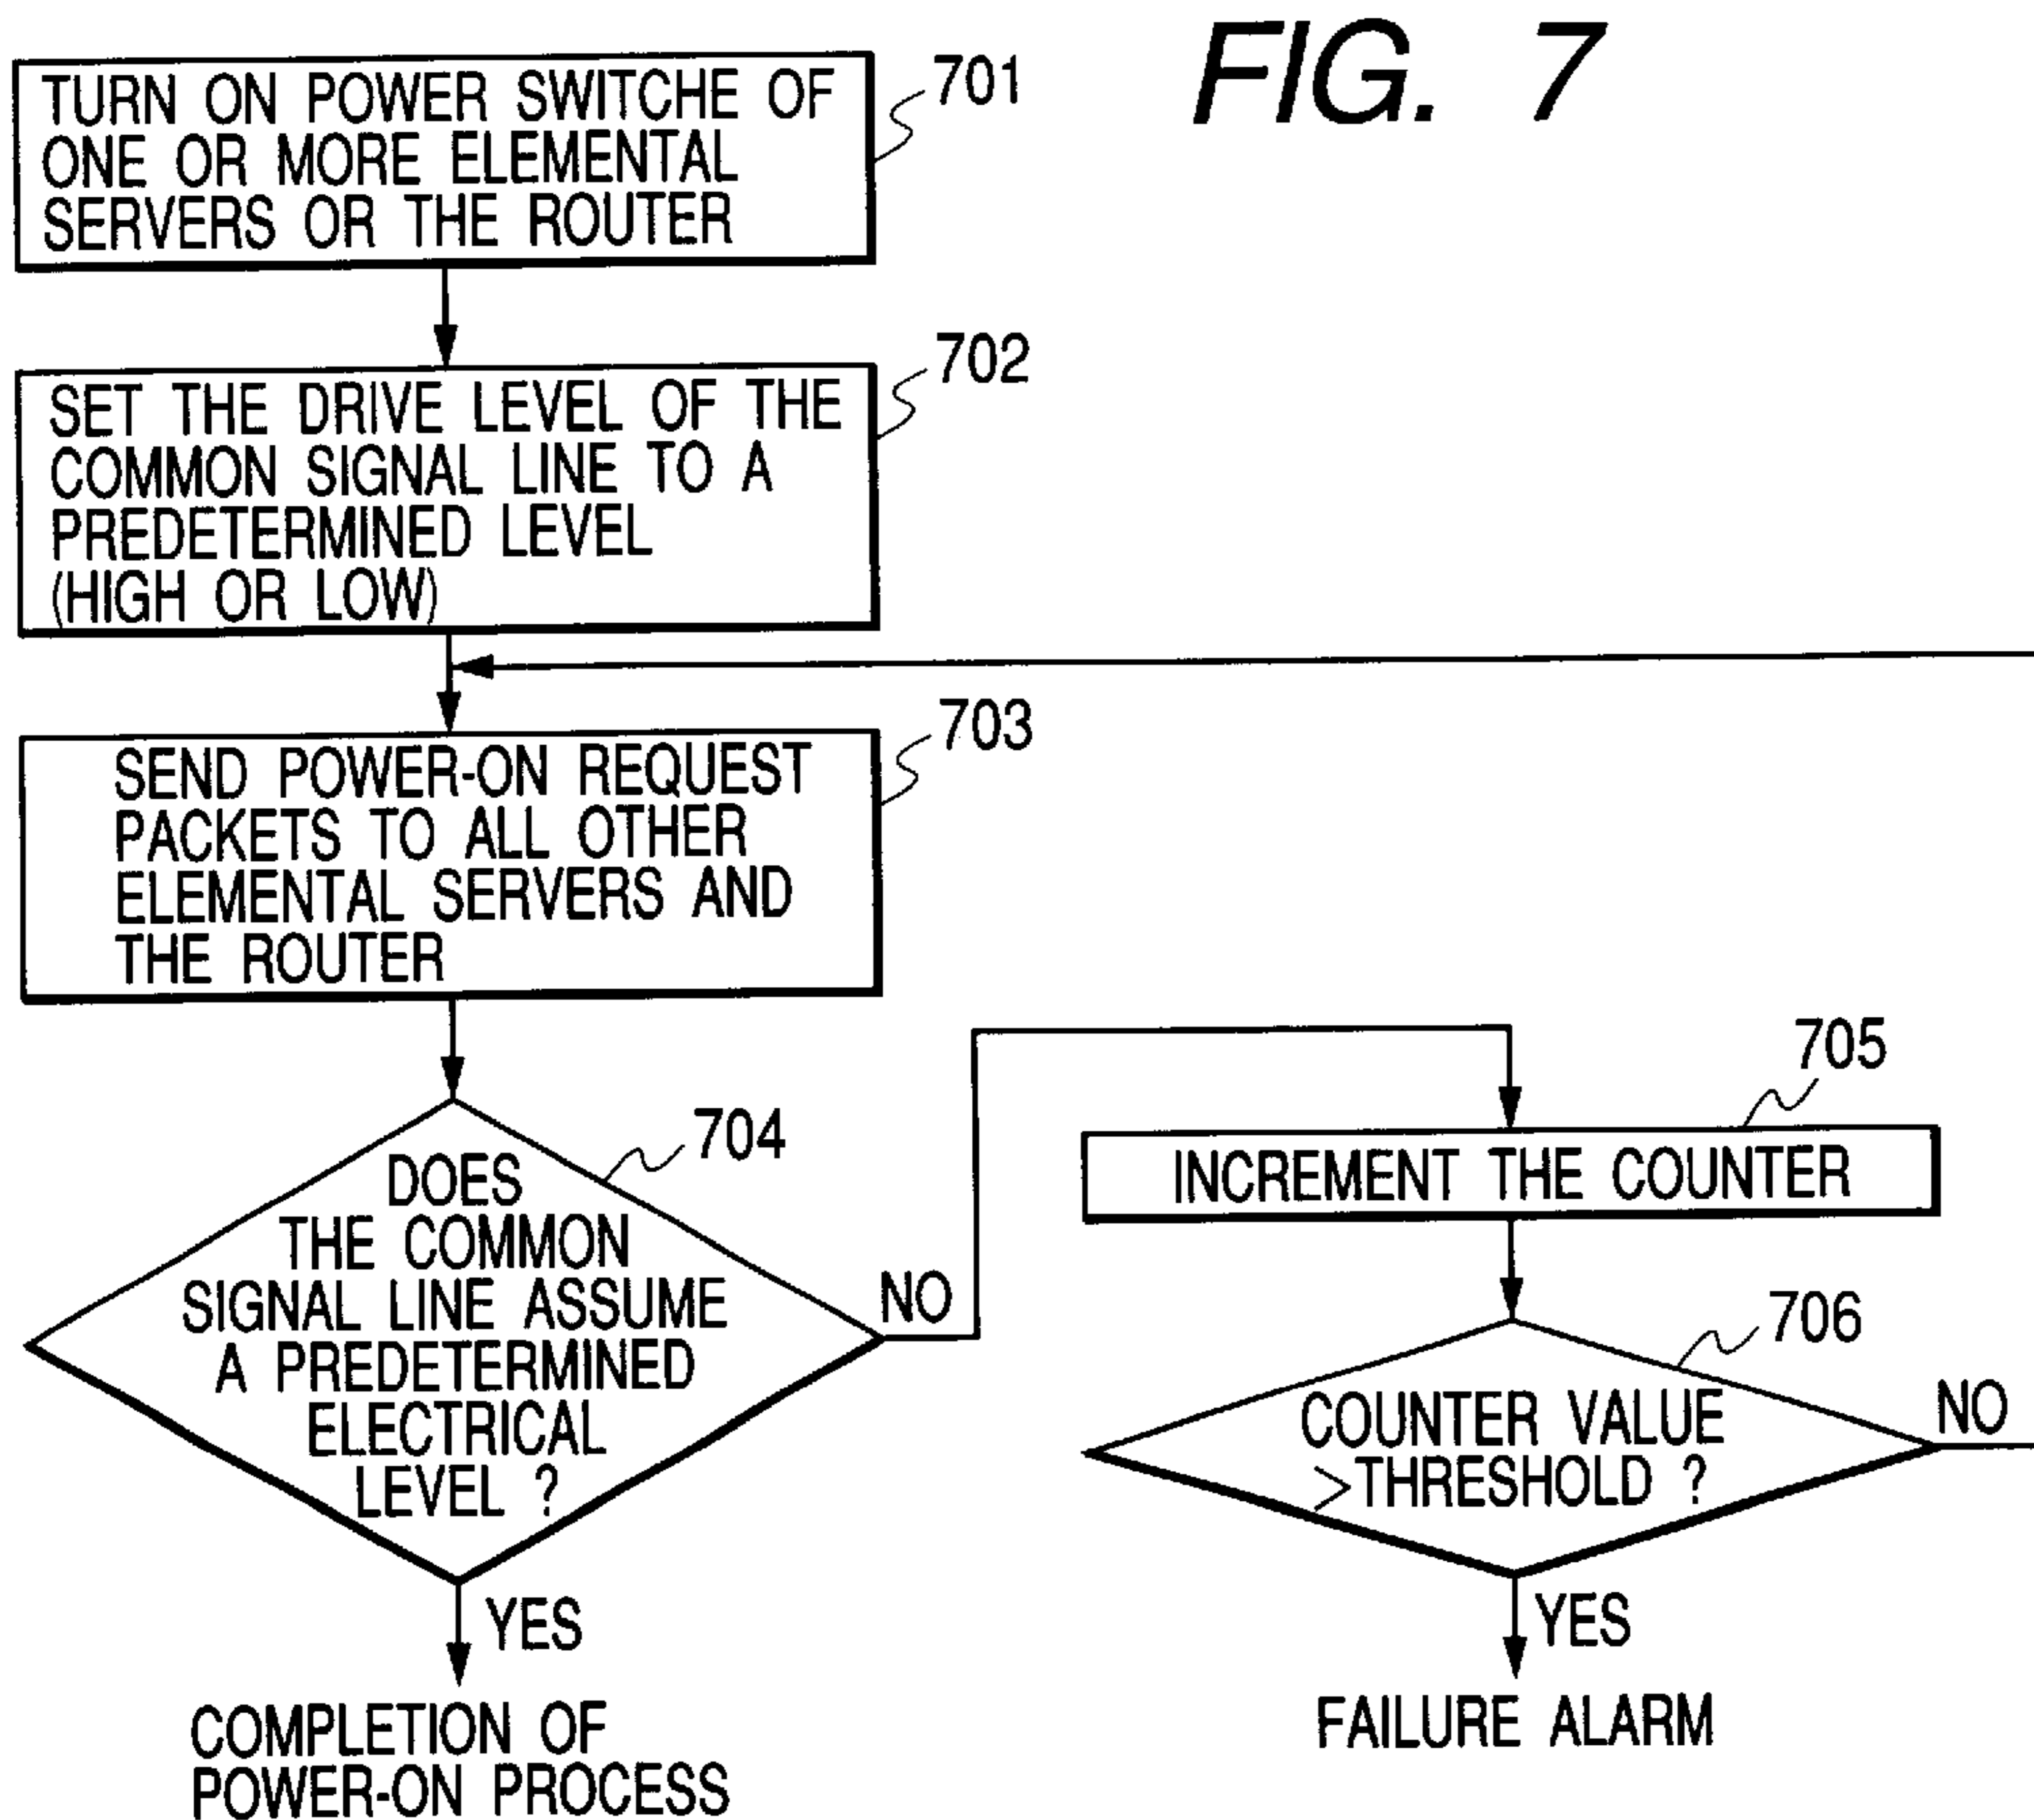 FIG. 7
TURN ON POWER SWITCHE OF
ONE OR MORE ELEMENTAL
SERVERS OR THE ROUTER
701
SET THE DRIVE LEVEL OF THE
COMMON SIGNAL LINE TO A
PREDETERMINED LEVEL
(HIGH OR LOW)
702
SEND POWER-ON REQUEST
PACKETS TO ALL OTHER
ELEMENTAL SERVERS AND
THE ROUTER
703
DOES
THE COMMON
SIGNAL LINE ASSUME
A PREDETERMINED
ELECTRICAL
LEVEL ?
704
NO
YES
COMPLETION OF
POWER-ON PROCESS
705
INCREMENT THE COUNTER
706
COUNTER VALUE
>THRESHOLD ?
NO
YES
FAILURE ALARM